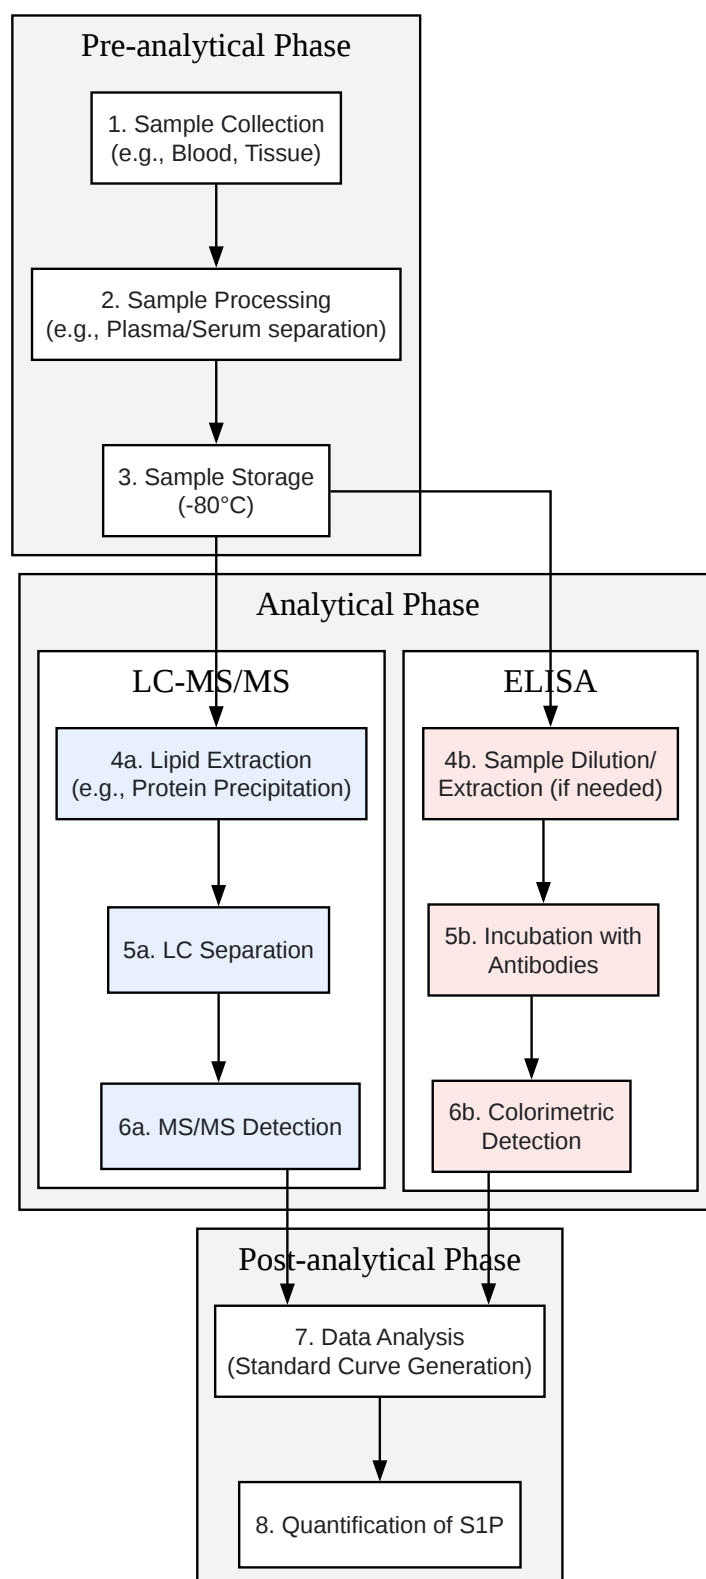 Pre-analytical Phase
1. Sample Collection
(e.g., Blood, Tissue)
2. Sample Processing
(e.g., Plasma/Serum separation)
3. Sample Storage
(-80°C)
Analytical Phase
LC-MS/MS
4a. Lipid Extraction
(e.g., Protein Precipitation)
5a. LC Separation
6a. MS/MS Detection
ELISA
4b. Sample Dilution/
Extraction (if needed)
5b. Incubation with
Antibodies
6b. Colorimetric
Detection
Post-analytical Phase
7. Data Analysis
(Standard Curve Generation)
8. Quantification of S1P